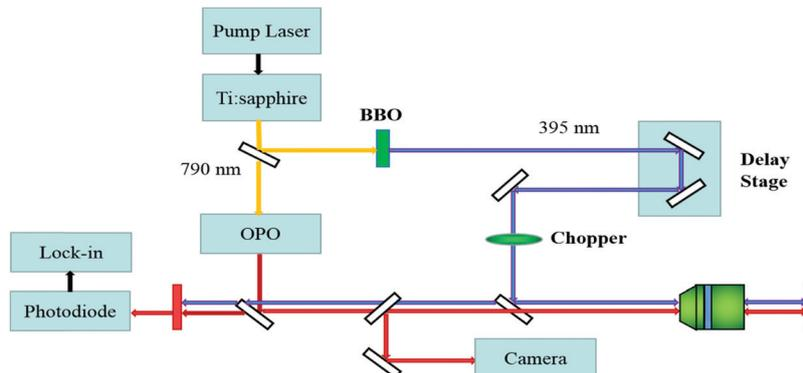 Pump Laser
Ti:sapphire
BBO
395 nm
790 nm
Delay
Stage
OPO
Chopper
Lock-in
Photodiode
Camera